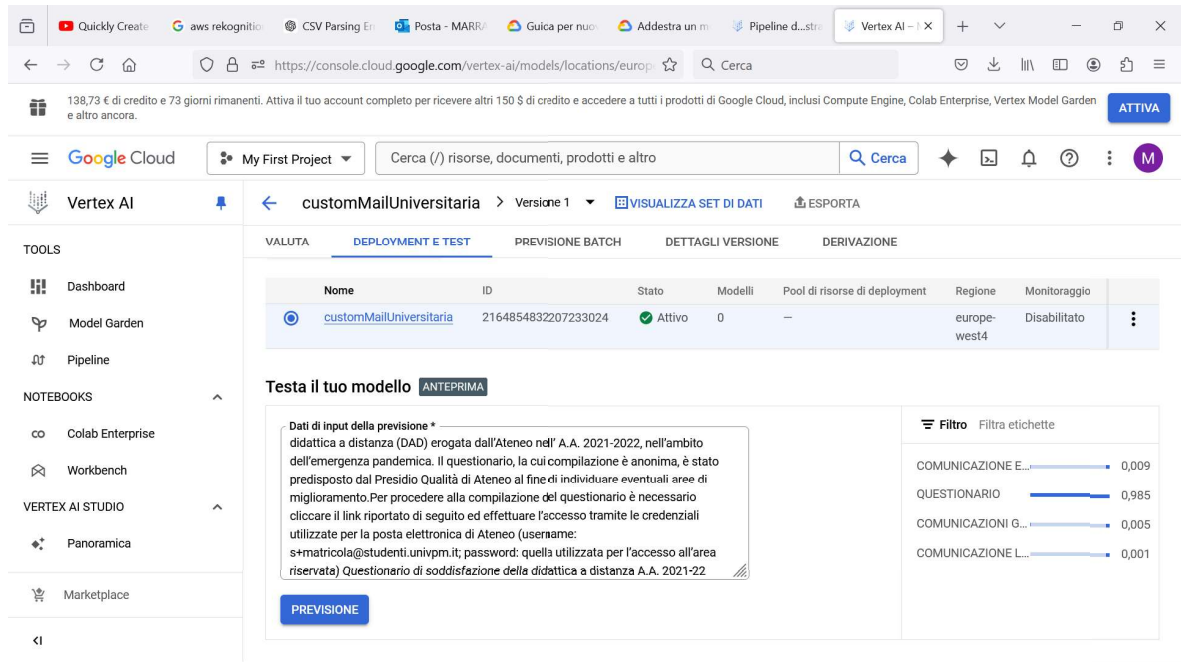 Quickly Create
aws rekognitio
CSV Parsing Er
Posta - MARRA
Guica per nuov
Addestra un m
Pipeline d...stra
Vertex AI –
https://console.cloud.google.com/vertex-ai/models/locations/europ
Cerca
138,73 € di credito e 73 giorni rimanenti. Attiva il tuo account completo per ricevere altri 150 $ di credito e accedere a tutti i prodotti di Google Cloud, inclusi Compute Engine, Colab Enterprise, Vertex Model Garden
e altro ancora.
ATTIVA
Google Cloud
My First Project
Cerca (/) risorse, documenti, prodotti e altro
Cerca
M
Vertex AI
customMailUniversitaria
Versione 1
VISUALIZZA SET DI DATI
ESPORTA
TOOLS
Dashboard
Model Garden
Pipeline
NOTEBOOKS
Colab Enterprise
Workbench
VERTEX AI STUDIO
Panoramica
Marketplace
VALUTA
DEPLOYMENT E TEST
PREVISIONE BATCH
DETTAGLI VERSIONE
DERIVAZIONE
Nome ID Stato Modelli Pool di risorse di deployment Regione Monitoraggio
customMailUniversitaria 2164854832207233024 Attivo 0 — europe- Disabilitato
west4
Testa il tuo modello ANTEPRIMA
Dati di input della previsione *
didattica a distanza (DAD) erogata dall'Ateneo nell' A.A. 2021-2022, nell'ambito
dell'emergenza pandemica. Il questionario, la cui compilazione è anonima, è stato
predisposto dal Presidio Qualità di Ateneo al fine di individuare eventuali aree di
miglioramento.Per procedere alla compilazione del questionario è necessario
cliccare il link riportato di seguito ed effettuare l'accesso tramite le credenziali
utilizzate per la posta elettronica di Ateneo (username:
s+matricola@studenti.univpm.it; password: quella utilizzata per l'accesso all'area
riservata) Questionario di soddisfazione della didattica a distanza A.A. 2021-22
PREVISIONE
Filtro Filtra etichette
COMUNICAZIONE E... 0,009
QUESTIONARIO 0,985
COMUNICAZIONI G... 0,005
COMUNICAZIONE L... 0,001